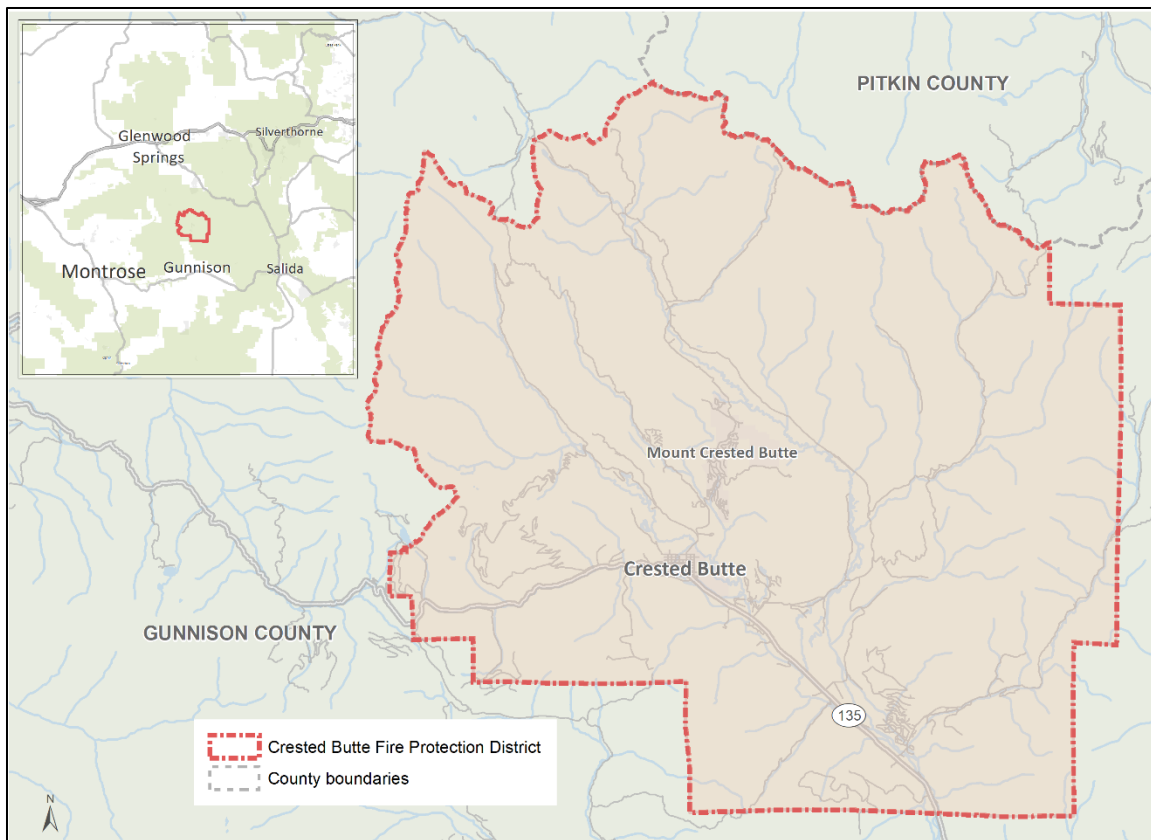 Glenwood
Springs
Silverthorne
Montrose
Gunnison
Salida
PITKIN COUNTY
Mount Crested Butte
Crested Butte
GUNNISON COUNTY
135
Crested Butte Fire Protection District
County boundaries
N